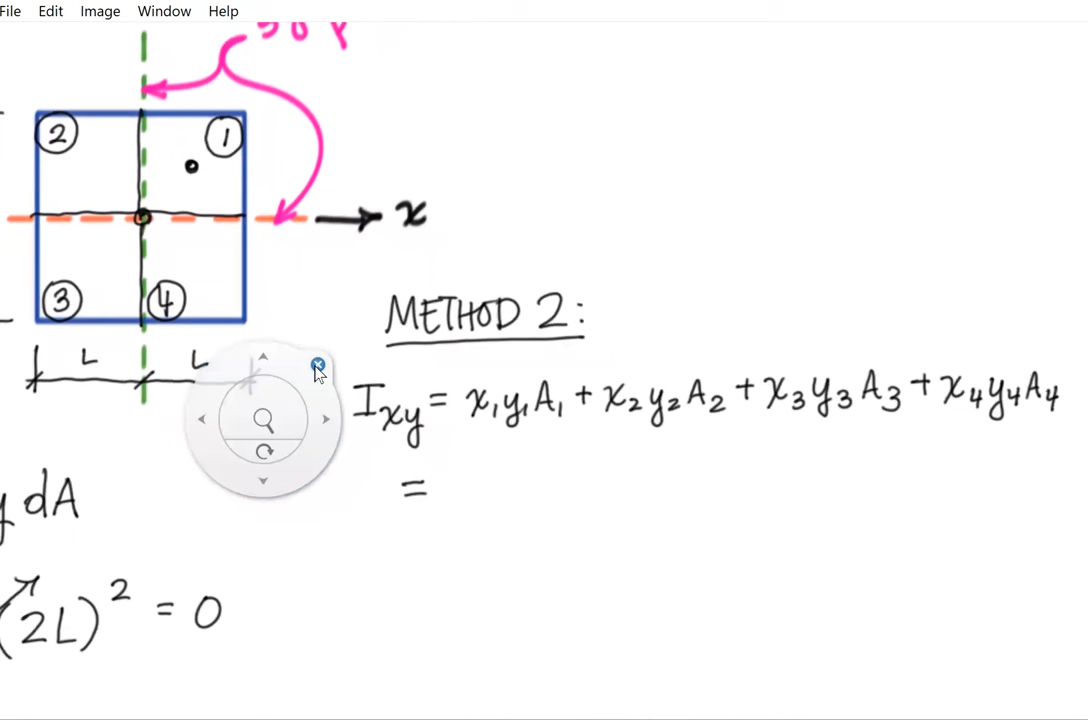 File Edit Image Window Help
② ①
x
③ ④
METHOD 2:
L L
Ixy = x₁y₁A₁ + x₂y₂A₂ + x₃y₃A₃ + x₄y₄A₄
y dA =
(2L)² = 0